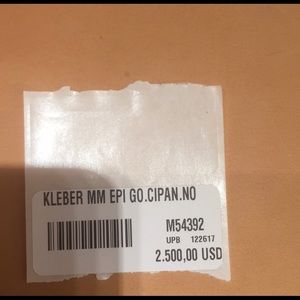 KLEBER MM EPI GO.CIPAN.NO
M54392
UPB 122617
2.500,00 USD